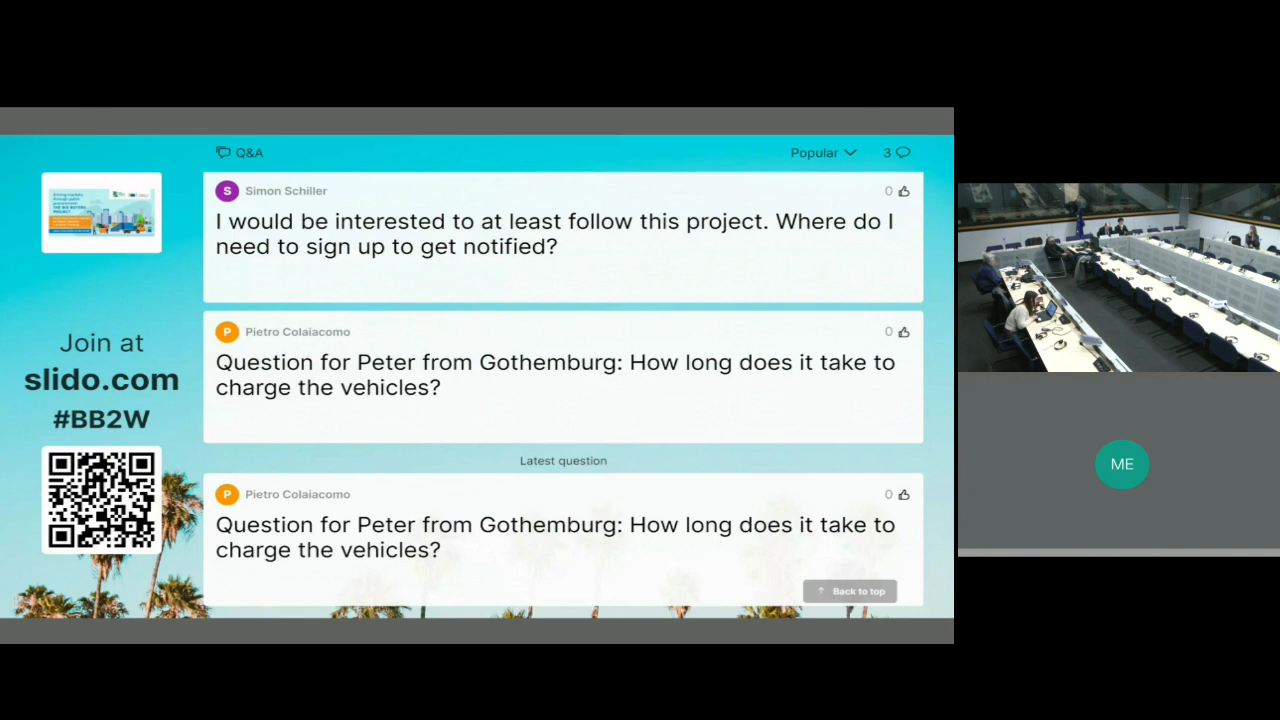 Q&A
Popular
3
S
Simon Schiller
0
I would be interested to at least follow this project. Where do I
need to sign up to get notified?
P
Pietro Colaiacomo
0
Question for Peter from Gothemburg: How long does it take to
charge the vehicles?
Latest question
P
Pietro Colaiacomo
0
Question for Peter from Gothemburg: How long does it take to
charge the vehicles?
Back to top
Join at
slido.com
#BB2W
ME